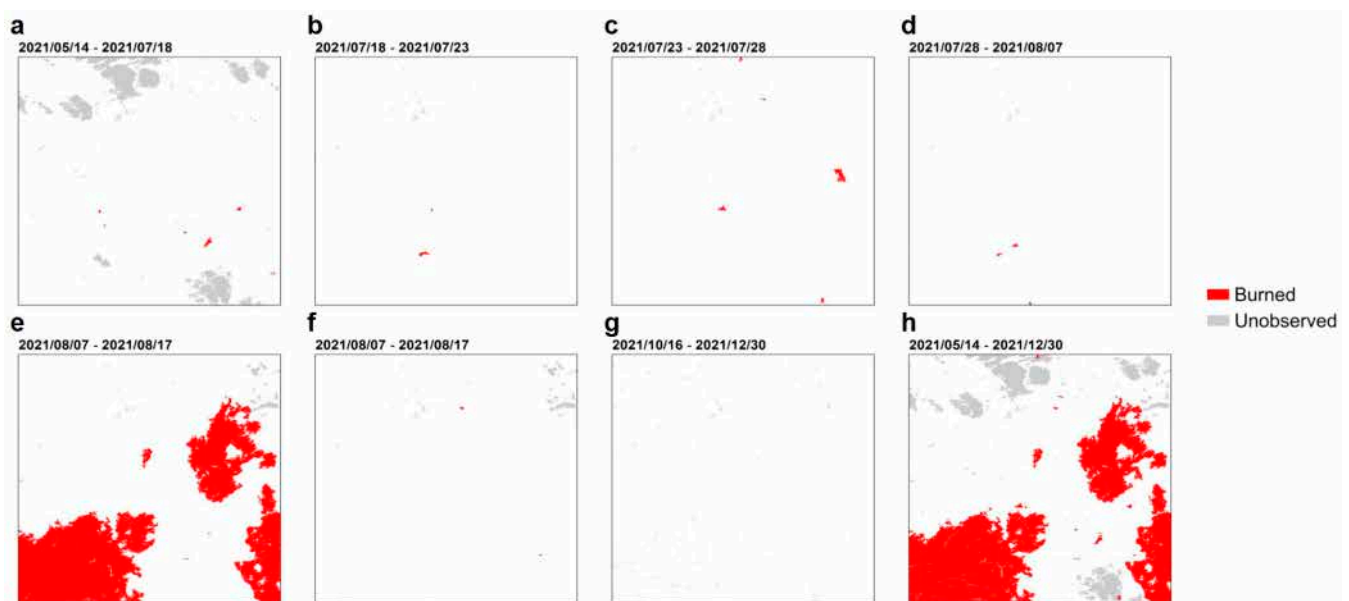 a
2021/05/14 - 2021/07/18
b
2021/07/18 - 2021/07/23
c
2021/07/23 - 2021/07/28
d
2021/07/28 - 2021/08/07
Burned
Unobserved
e
2021/08/07 - 2021/08/17
f
2021/08/07 - 2021/08/17
g
2021/10/16 - 2021/12/30
h
2021/05/14 - 2021/12/30